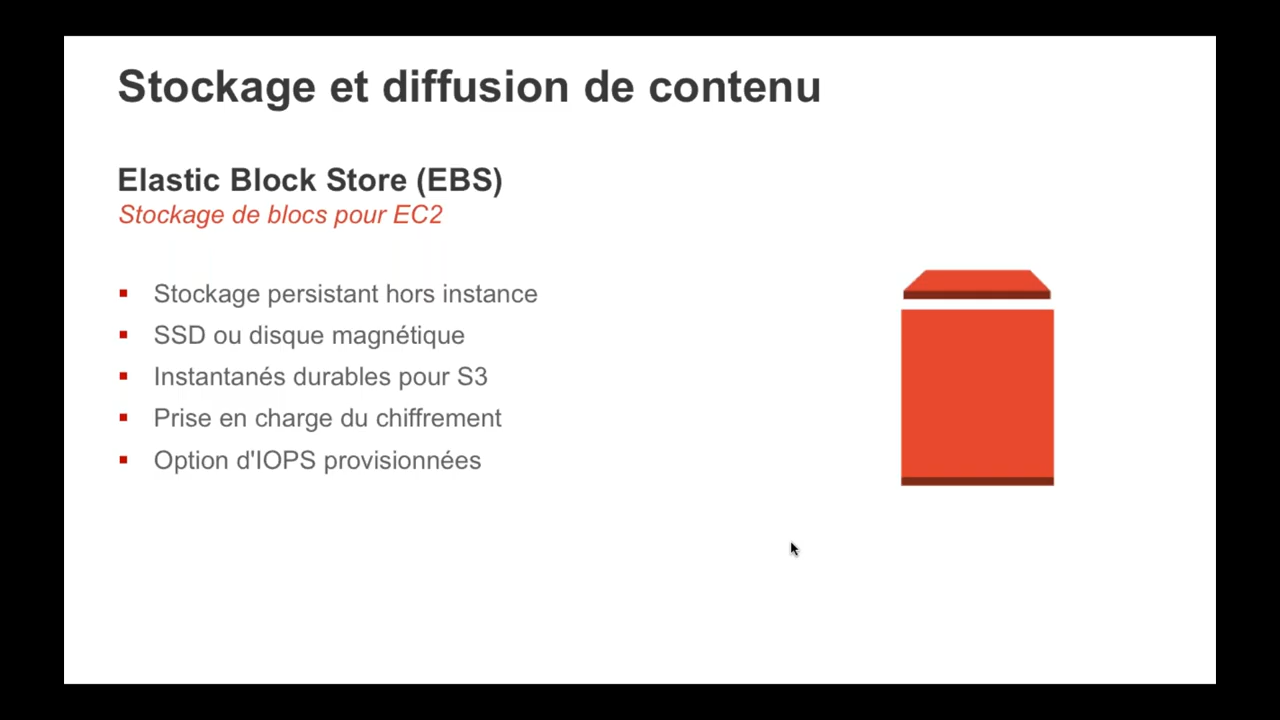 Stockage et diffusion de contenu
Elastic Block Store (EBS)
Stockage de blocs pour EC2
▪ Stockage persistant hors instance
▪ SSD ou disque magnétique
▪ Instantanés durables pour S3
▪ Prise en charge du chiffrement
▪ Option d'IOPS provisionnées